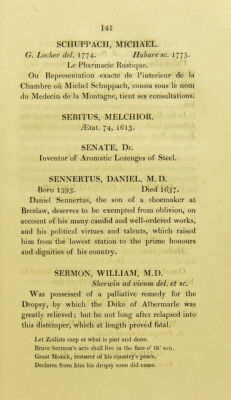 141
SCHUPPACH, MICHAEL.
G. Locher del. 1774. Habare sc. 1775.
Le Pharmacie Rustique.
Ou Representation exacte de l'interieur de la
Chambre où Michel Schuppach, connu sous le nom
du Medecin de la Montagne, tient ses consultations.
SEBITUS, MELCHIOR.
Ætat. 74, 1613.
SENATE, Dr.
Inventor of Aromatic Lozenges of Steel.
SENNERTUS, DANIEL, M. D.
Born 1593. Died 1637.
Daniel Sennertus, the son of a shoemaker at
Breslaw, deserves to be exempted from oblivion, on
account of his many candid and well-ordered works,
and his political virtues and talents, which raised
him from the lowest station to the prime honours
and dignities of his country.
SERMON, WILLIAM, M.D.
Sherwin ad vivum del. et sc.
Was possessed of a palliative remedy for the
Dropsy, by which the Duke of Albermarle was
greatly relieved; but he not long after relapsed into
this distemper, which at length proved fatal.
Let Zoilists carp at what is past and done.
Brave Sermon's acts shall live in the face o' th' sun.
Great Monck, restorer of his country's peace,
Declares from him his dropsy soon did cease.